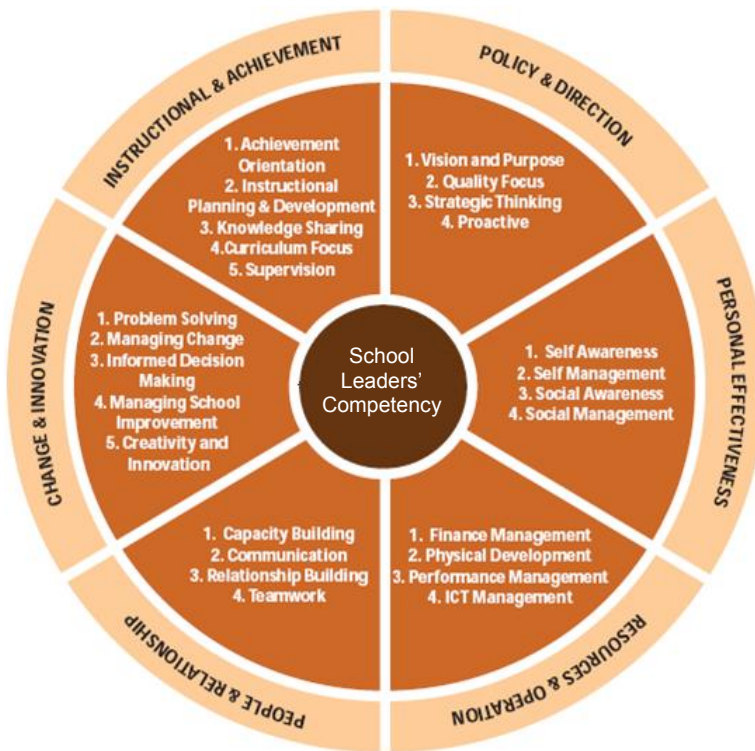 INSTRUCTIONAL & ACHIEVEMENT
1. Achievement
Orientation
2. Instructional
Planning & Development
3. Knowledge Sharing
4.Curriculum Focus
5. Supervision
POLICY & DIRECTION
1. Vision and Purpose
2. Quality Focus
3. Strategic Thinking
4. Proactive
PERSONAL EFFECTIVENESS
1. Self Awareness
2. Self Management
3. Social Awareness
4. Social Management
RESOURCES & OPERATION
1. Finance Management
2. Physical Development
3. Performance Management
4. ICT Management
PEOPLE & RELATIONSHIP
1. Capacity Building
2. Communication
3. Relationship Building
4. Teamwork
CHANGE & INNOVATION
1. Problem Solving
2. Managing Change
3. Informed Decision
Making
4. Managing School
Improvement
5. Creativity and
Innovation
School
Leaders’
Competency